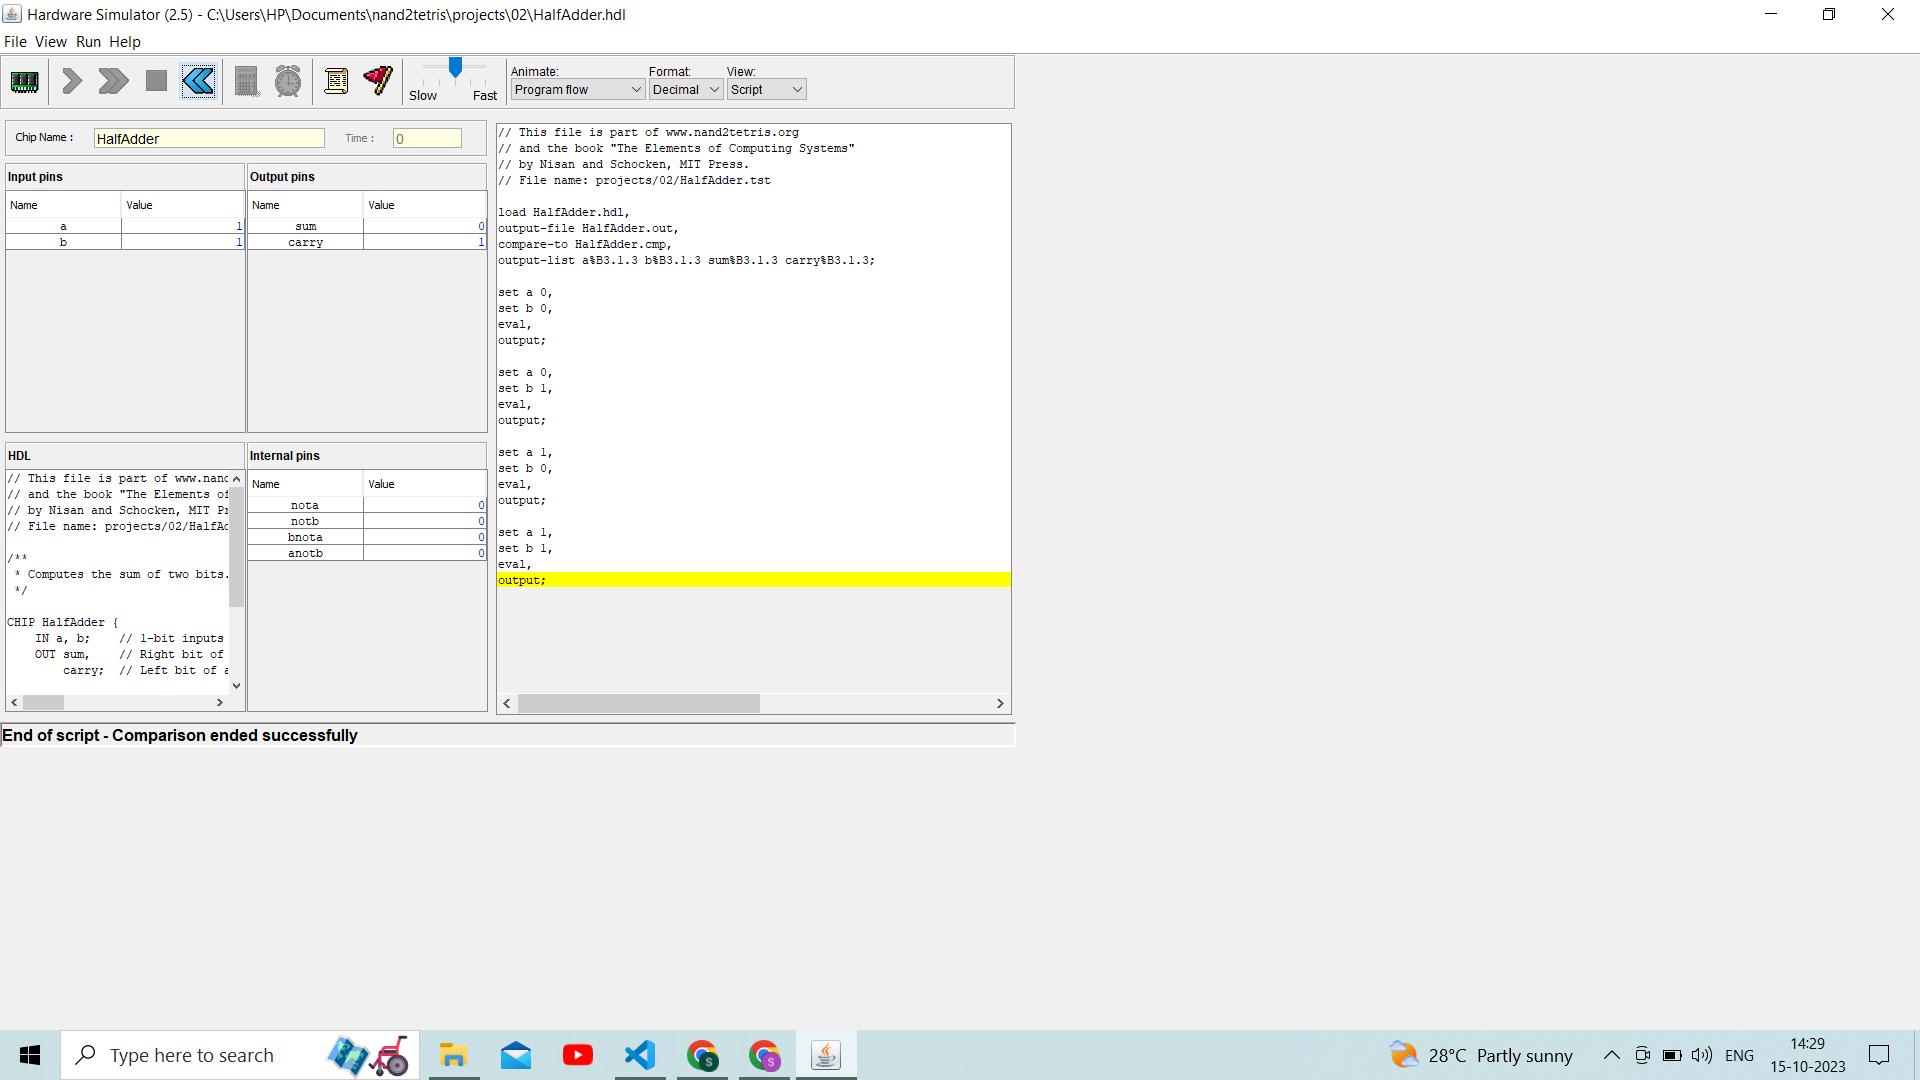 Hardware Simulator (2.5) - C:\Users\HP\Documents\nand2tetris\projects\02\HalfAdder.hdl
File View Run Help
Slow Fast
Animate: Format: View:
Program flow Decimal Script
Chip Name : HalfAdder Time : 0
Input pins
Name Value
a 1
b 1
Output pins
Name Value
sum 0
carry 1
HDL
// This file is part of www.nand
// and the book "The Elements of
// by Nisan and Schocken, MIT Pr
// File name: projects/02/HalfAd
/**
* Computes the sum of two bits.
*/
CHIP HalfAdder {
IN a, b; // 1-bit inputs
OUT sum, // Right bit of
carry; // Left bit of a
Internal pins
Name Value
nota 0
notb 0
bnota 0
anotb 0
// This file is part of www.nand2tetris.org
// and the book "The Elements of Computing Systems"
// by Nisan and Schocken, MIT Press.
// File name: projects/02/HalfAdder.tst
load HalfAdder.hdl,
output-file HalfAdder.out,
compare-to HalfAdder.cmp,
output-list a%B3.1.3 b%B3.1.3 sum%B3.1.3 carry%B3.1.3;
set a 0,
set b 0,
eval,
output;
set a 0,
set b 1,
eval,
output;
set a 1,
set b 0,
eval,
output;
set a 1,
set b 1,
eval,
output;
End of script - Comparison ended successfully
Type here to search
S
S
28°C Partly sunny
ENG
14:29
15-10-2023